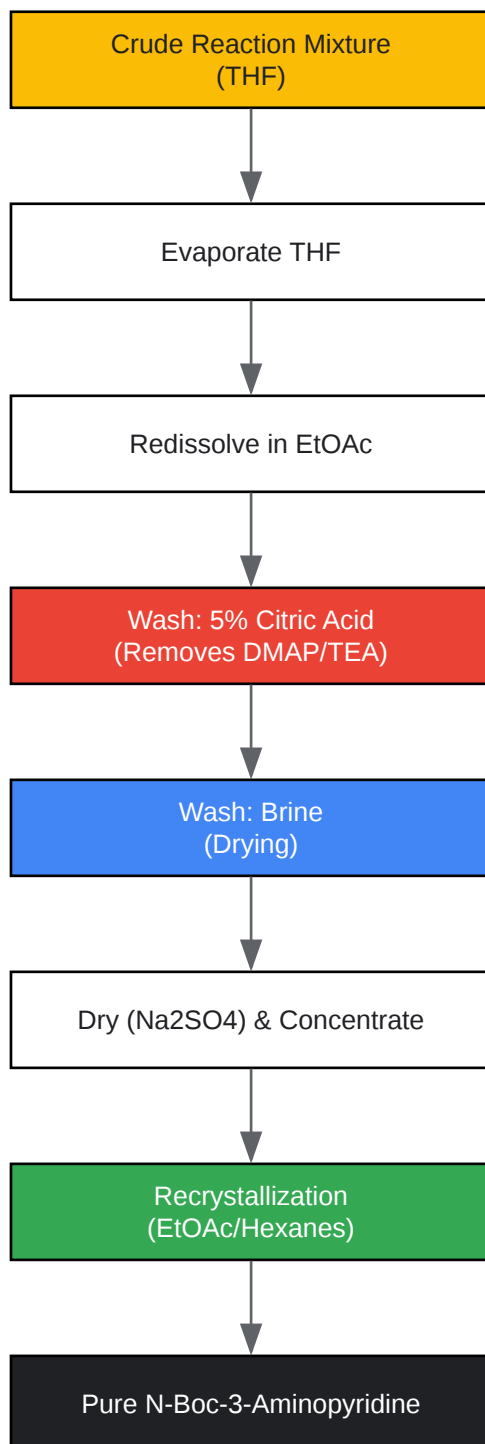 Crude Reaction Mixture
(THF)
Evaporate THF
Redissolve in EtOAc
Wash: 5% Citric Acid
(Removes DMAP/TEA)
Wash: Brine
(Drying)
Dry (Na2SO4) & Concentrate
Recrystallization
(EtOAc/Hexanes)
Pure N-Boc-3-Aminopyridine